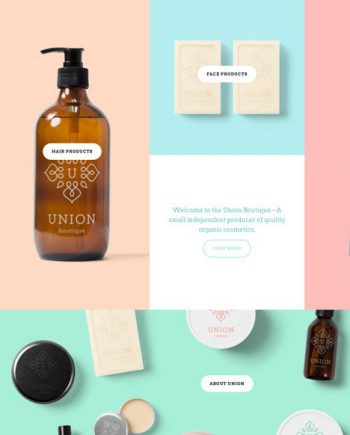 FACE PRODUCTS
HAIR PRODUCTS
U
UNION
boutique
Welcome to the Union Boutique – A
small independent producer of quality
organic cosmetics.
VISIT SHOP
UNION
UNION
UNION
UNION
ABOUT UNION
UNION